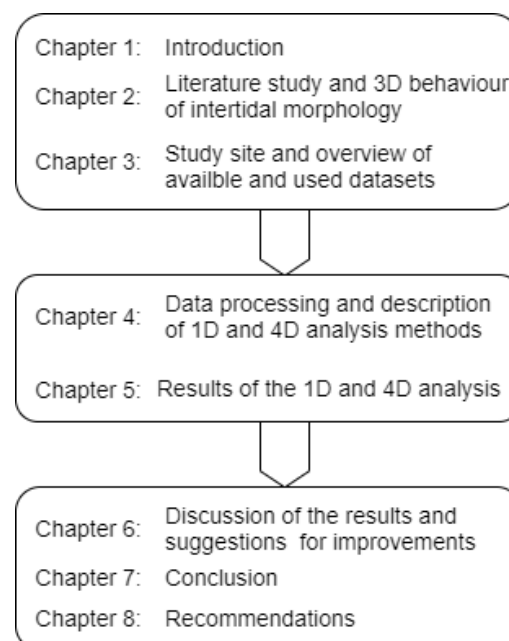 Chapter 1: Introduction
Chapter 2: Literature study and 3D behaviour
of intertidal morphology
Chapter 3: Study site and overview of
availble and used datasets
Chapter 4: Data processing and description
of 1D and 4D analysis methods
Chapter 5: Results of the 1D and 4D analysis
Chapter 6: Discussion of the results and
suggestions for improvements
Chapter 7: Conclusion
Chapter 8: Recommendations